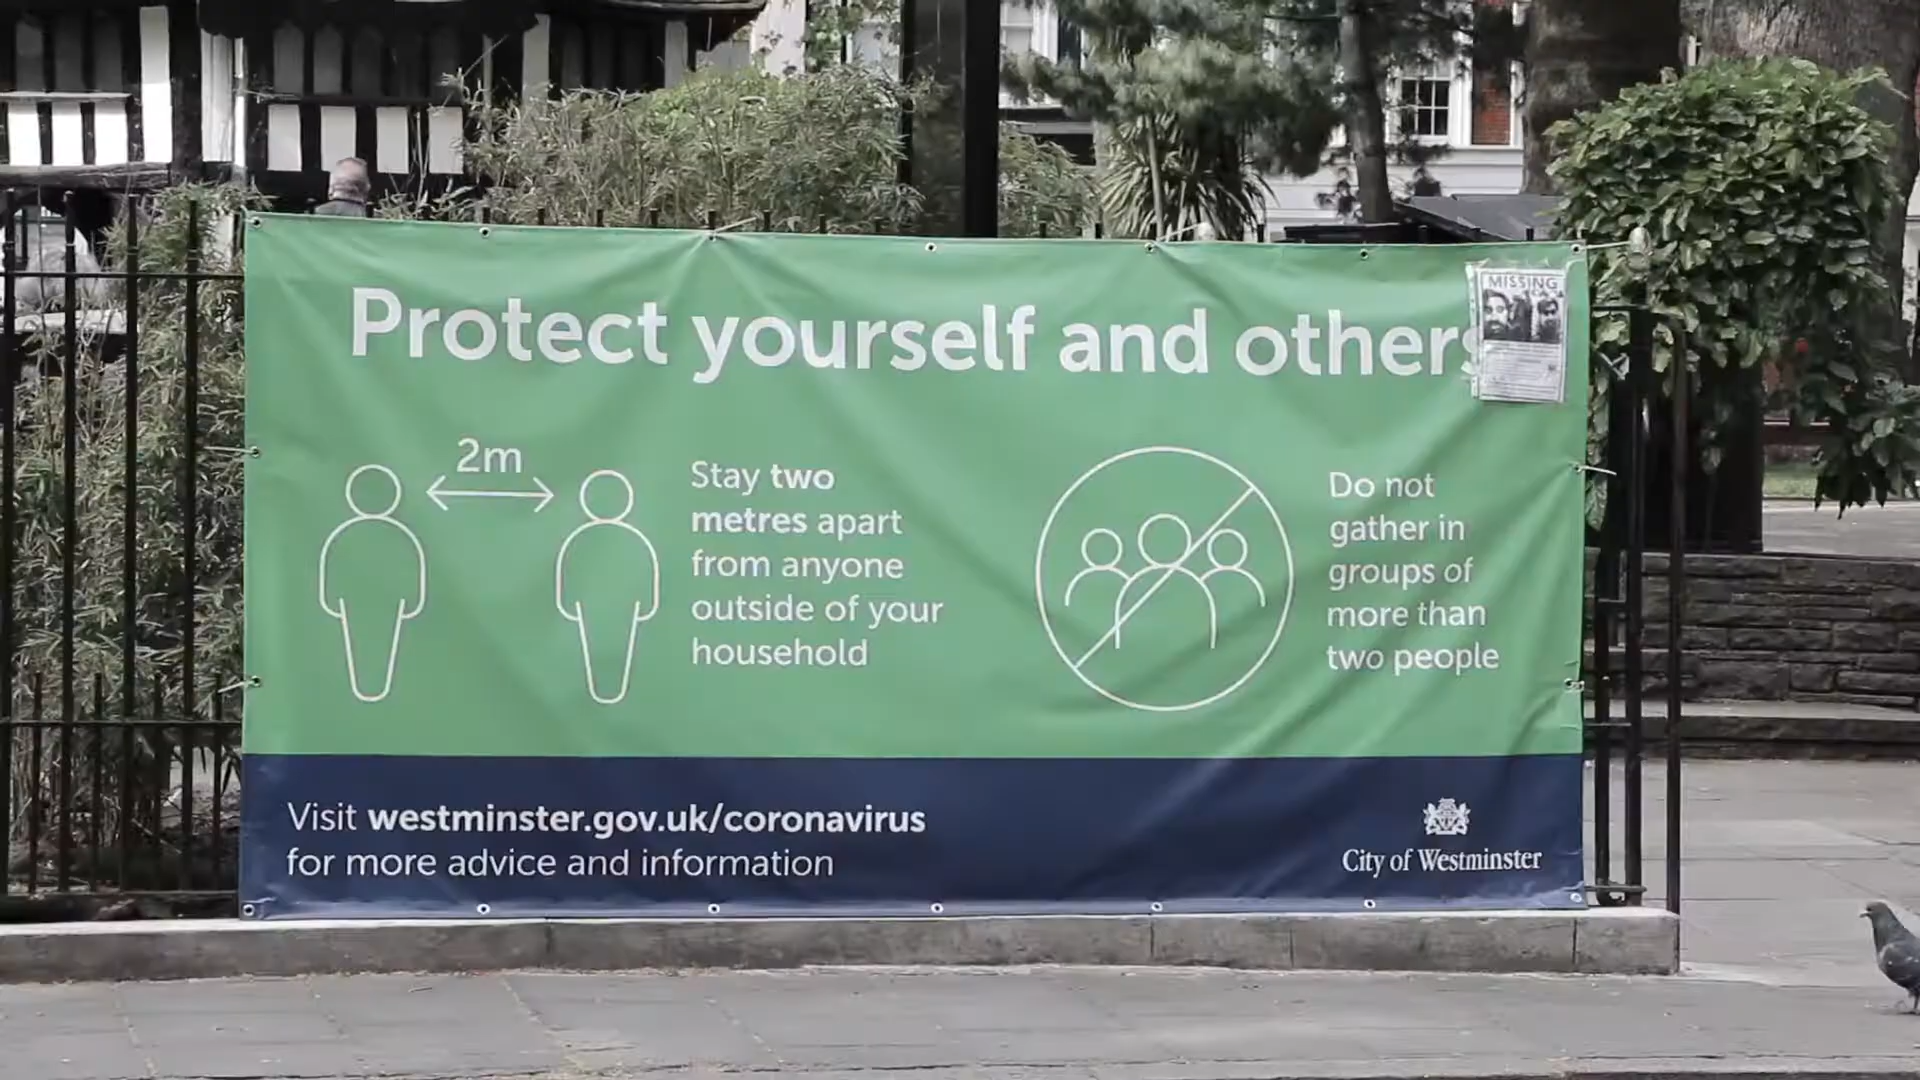 Protect yourself and others
MISSING
2m
Stay two
metres apart
from anyone
outside of your
household
Do not
gather in
groups of
more than
two people
Visit westminster.gov.uk/coronavirus
for more advice and information
City of Westminster